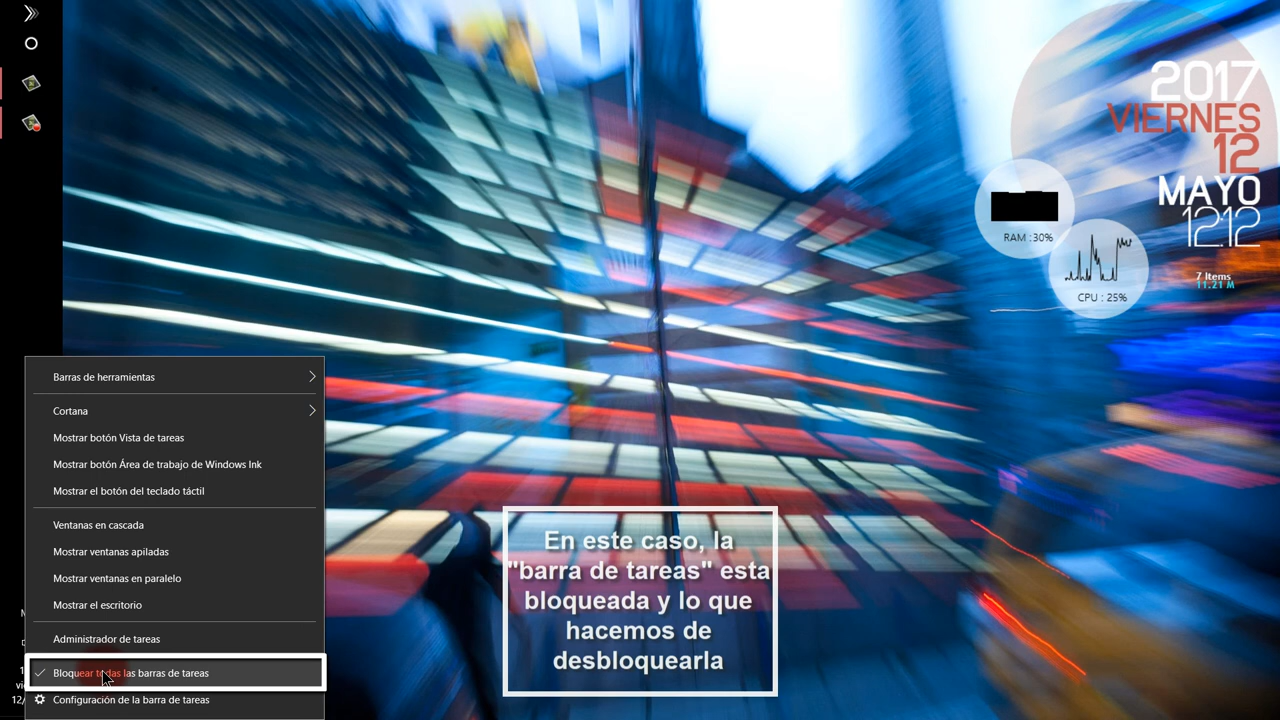 2017
VIERNES
12
MAYO
12:12
RAM : 30%
CPU : 25%
7 Items
11.21 M
Barras de herramientas
Cortana
Mostrar botón Vista de tareas
Mostrar botón Área de trabajo de Windows Ink
Mostrar el botón del teclado táctil
Ventanas en cascada
Mostrar ventanas apiladas
Mostrar ventanas en paralelo
Mostrar el escritorio
Administrador de tareas
Bloquear todas las barras de tareas
Configuración de la barra de tareas
En este caso, la
"barra de tareas" esta
bloqueada y lo que
hacemos de
desbloquearla